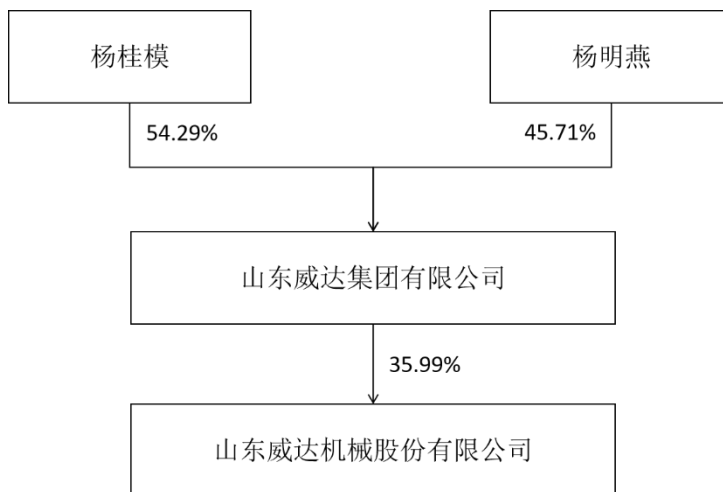 杨桂模
杨明燕
54.29%
45.71%
山东威达集团有限公司
35.99%
山东威达机械股份有限公司